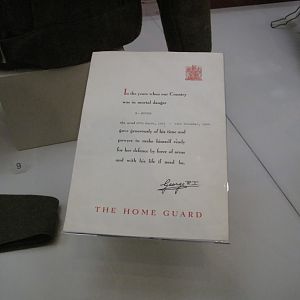 In the years when our Country
was in mortal danger
gave generously of his time and
powers to make himself ready
for her defence by force of arms
and with his life if need be.
George R.I.
THE HOME GUARD
9